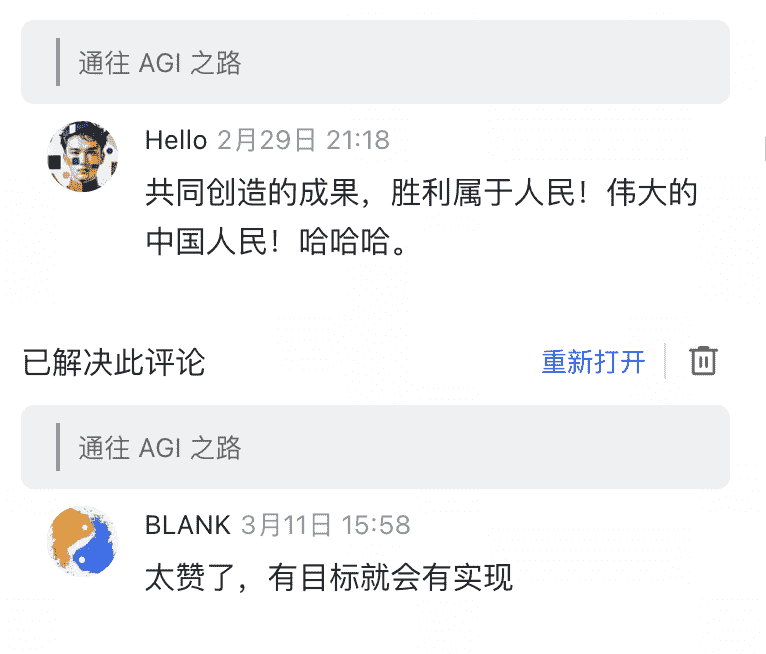 通往 AGI 之路
Hello 2月29日 21:18
共同创造的成果，胜利属于人民！伟大的
中国人民！哈哈哈。
已解决此评论 重新打开
通往 AGI 之路
BLANK 3月11日 15:58
太赞了，有目标就会有实现